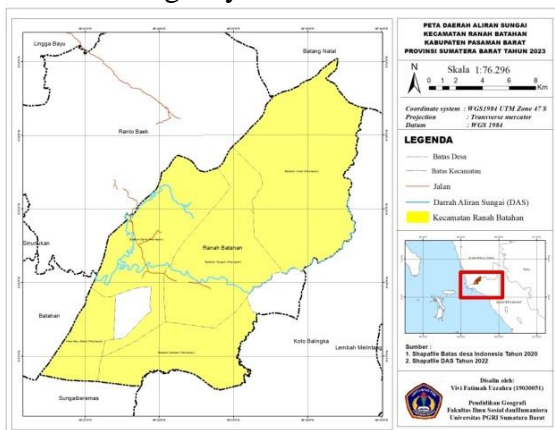 PETA DAERAH ALIRAN SUNGAI
KECAMATAN RANAH BATAHAN
KABUPATEN PASAMAN BARAT
PROVINSI SUMATERA BARAT TAHUN 2023
N
Skala 1:76.296
0 1 2 4 6 8
Km
Coordinate system : WGS1984 UTM Zone 47 S
Projection : Transverse mercator
Datum : WGS 1984
LEGENDA
Batas Desa
Batas Kecamatan
Jalan
Darrah Aliran Sungai (DAS)
Kecamatan Ranah Batahan
Sumber :
1. Shapafile Batas desa Indonesia Tahun 2020
2. Shapafile DAS Tahun 2022
Disalin oleh:
Vivi Fatimah Uzzahra (19030051)
Pendidikan Geografi
Fakultas Ilmu Sosial danHumaniora
Universitas PGRI Sumatera Barat
Lingga Bayu
Batang Natal
Ranto Baek
Sinunukan
Ranah Batahan
Batahan
Koto Balingka
Lembah Melintang
Sungaiberamas